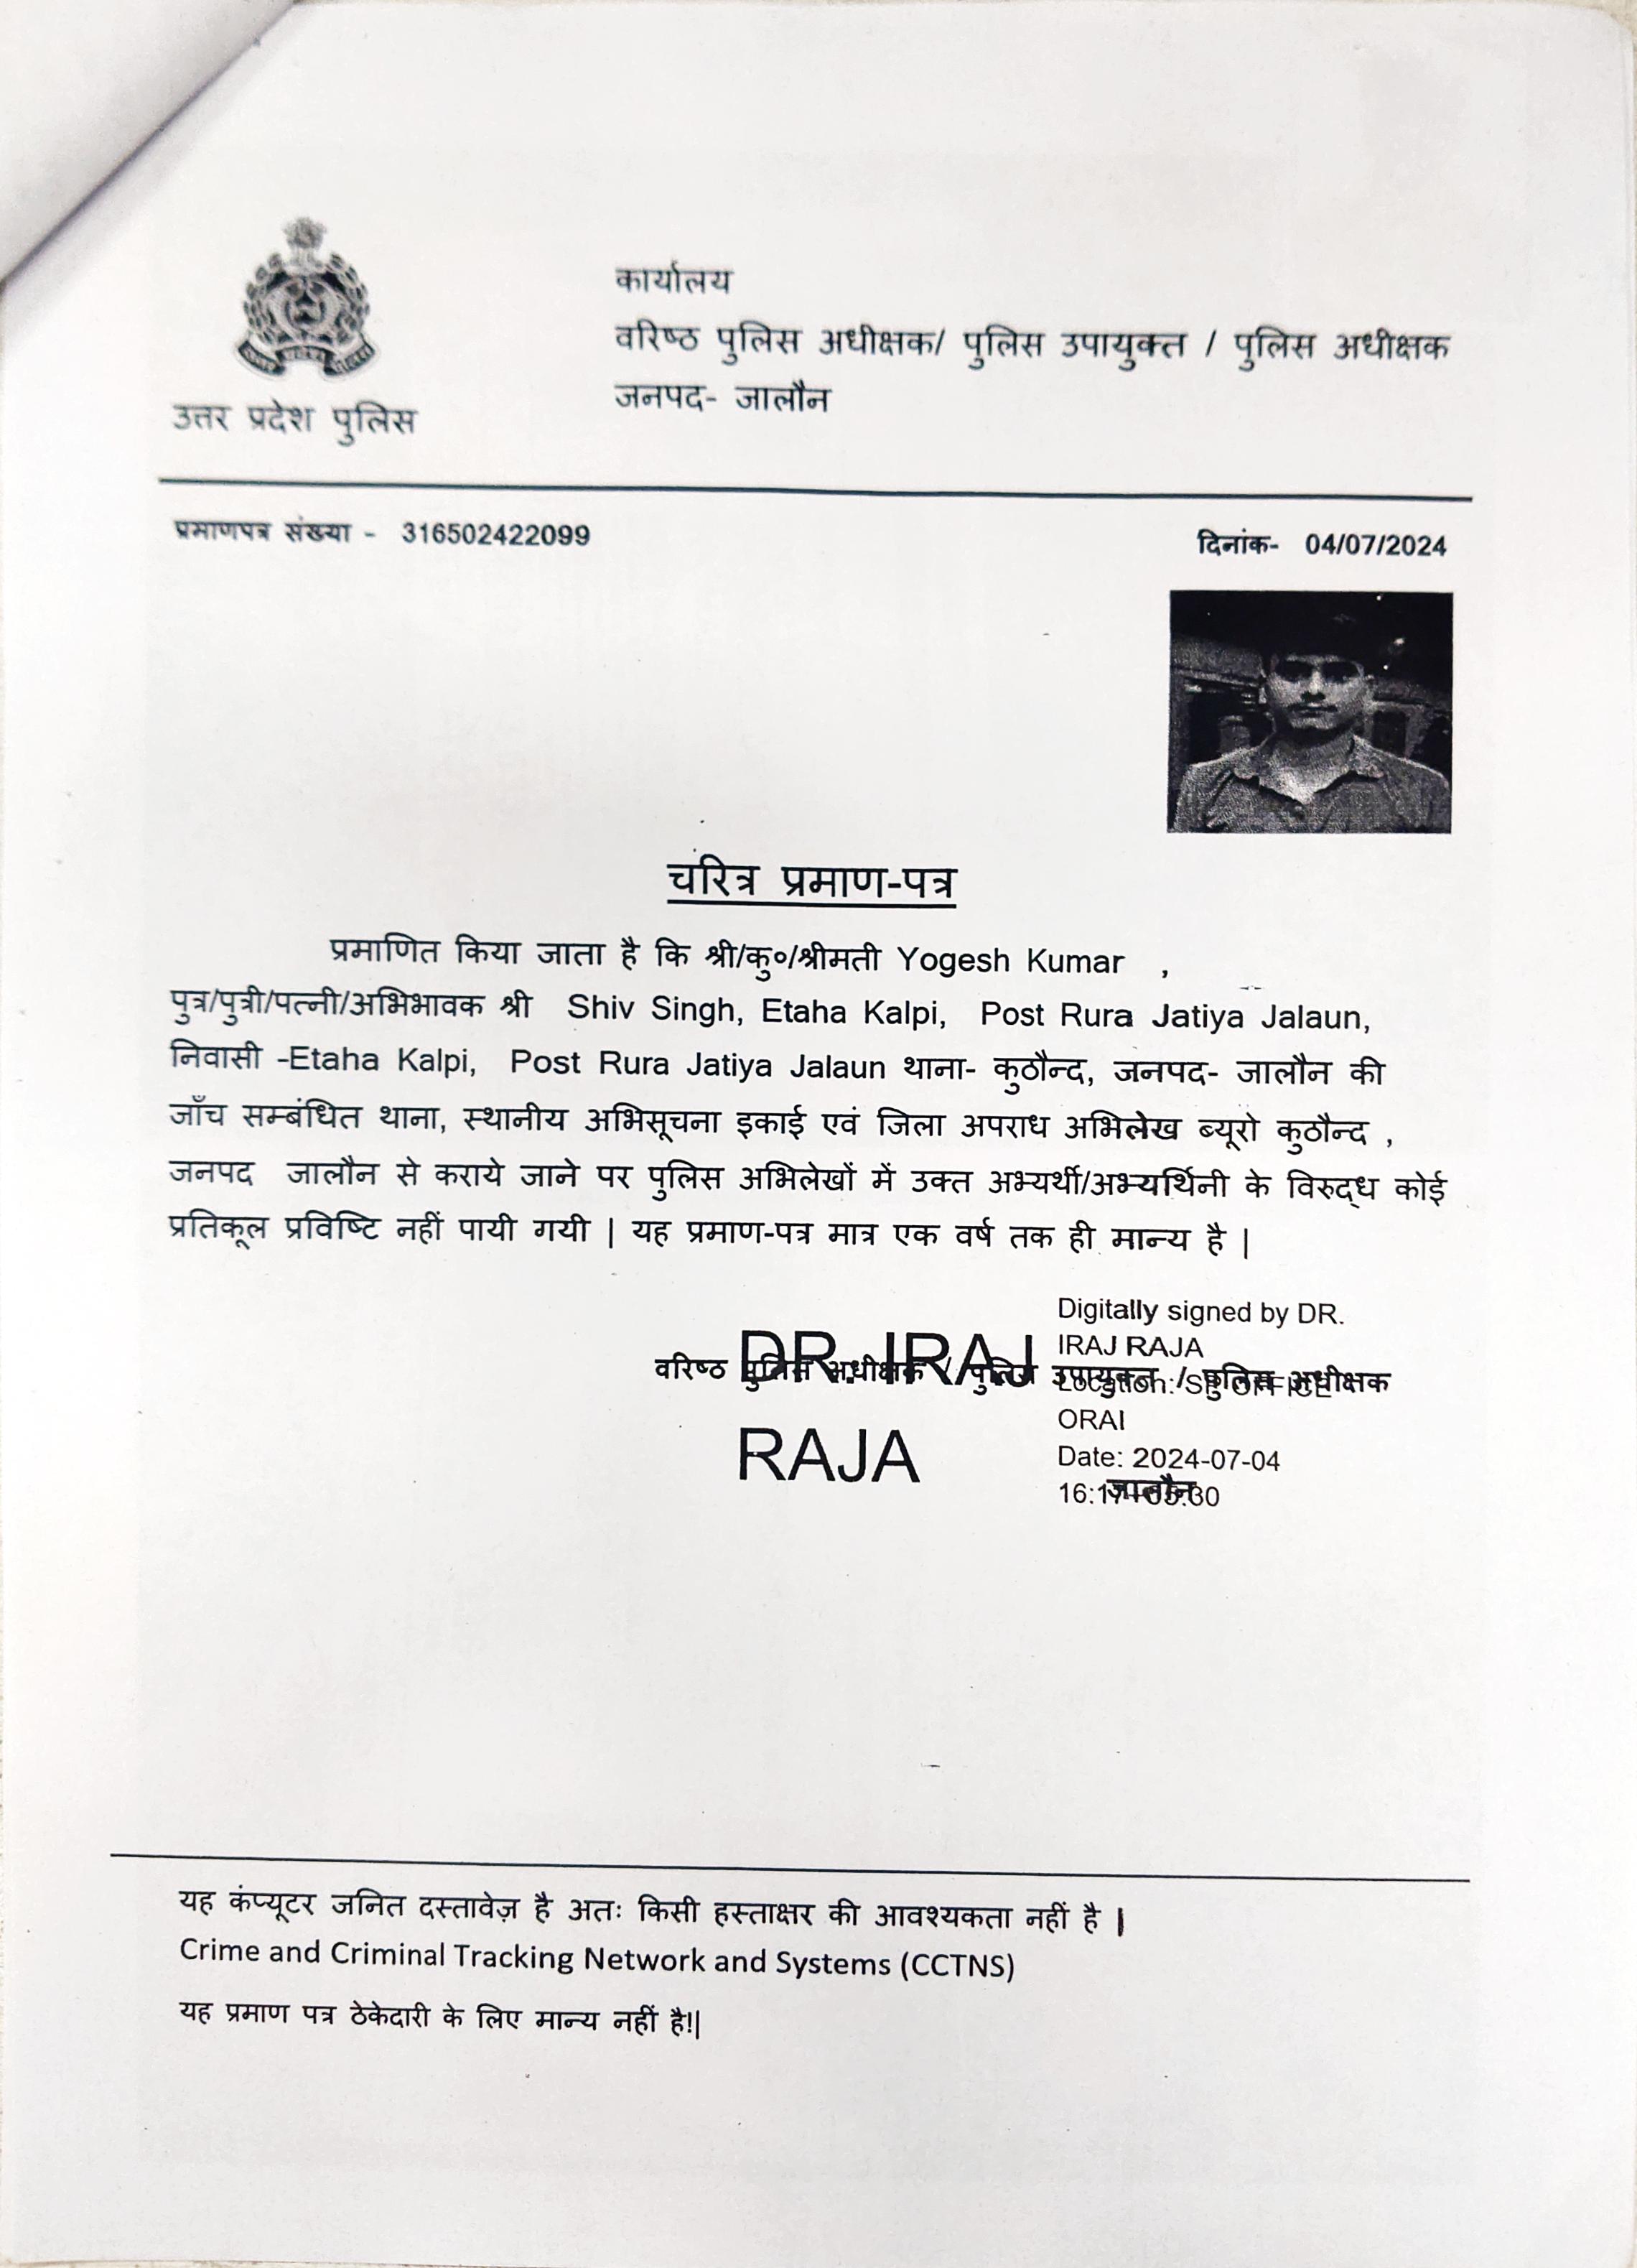 कार्यालय
वरिष्ठ पुलिस अधीक्षक/ पुलिस उपायुक्त / पुलिस अधीक्षक
जनपद- जालौन
उत्तर प्रदेश पुलिस
प्रमाणपत्र संख्या - 316502422099
दिनांक- 04/07/2024
चरित्र प्रमाण-पत्र
प्रमाणित किया जाता है कि श्री/कु०/श्रीमती Yogesh Kumar ,
पुत्र/पुत्री/पत्नी/अभिभावक श्री Shiv Singh, Etaha Kalpi, Post Rura Jatiya Jalaun,
निवासी -Etaha Kalpi, Post Rura Jatiya Jalaun थाना- कुठौन्द, जनपद- जालौन की
जाँच सम्बंधित थाना, स्थानीय अभिसूचना इकाई एवं जिला अपराध अभिलेख ब्यूरो कुठौन्द ,
जनपद जालौन से कराये जाने पर पुलिस अभिलेखों में उक्त अभ्यर्थी/अभ्यर्थिनी के विरुद्ध कोई
प्रतिकूल प्रविष्टि नहीं पायी गयी | यह प्रमाण-पत्र मात्र एक वर्ष तक ही मान्य है |
DR. IRAJ
RAJA
Digitally signed by DR.
IRAJ RAJA
Location: SP OFFICE
ORAI
Date: 2024-07-04
वरिष्ठ पुलिस अधीक्षक / पुलिस उपायुक्त / पुलिस अधीक्षक
जालौन
यह कंप्यूटर जनित दस्तावेज़ है अतः किसी हस्ताक्षर की आवश्यकता नहीं है |
Crime and Criminal Tracking Network and Systems (CCTNS)
यह प्रमाण पत्र ठेकेदारी के लिए मान्य नहीं है!|